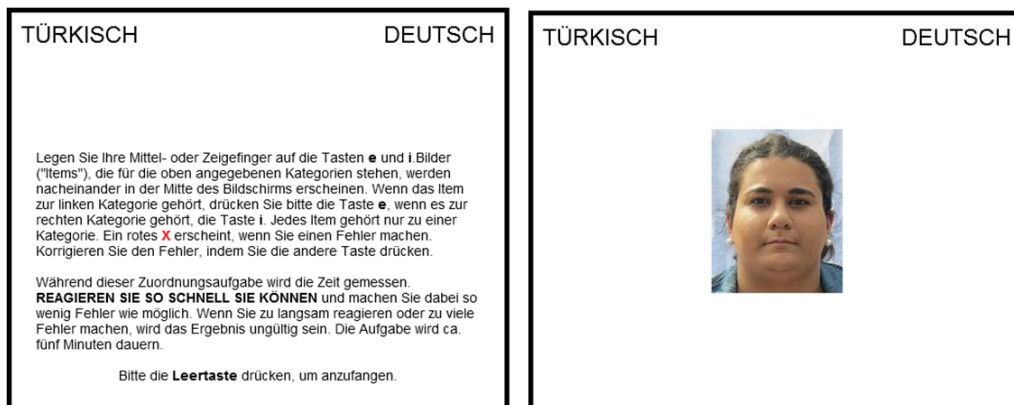 TÜRKISCH DEUTSCH
Legen Sie Ihre Mittel- oder Zeigefinger auf die Tasten e und i.Bilder
("Items"), die für die oben angegebenen Kategorien stehen, werden
nacheinander in der Mitte des Bildschirms erscheinen. Wenn das Item
zur linken Kategorie gehört, drücken Sie bitte die Taste e, wenn es zur
rechten Kategorie gehört, die Taste i. Jedes Item gehört nur zu einer
Kategorie. Ein rotes X erscheint, wenn Sie einen Fehler machen.
Korrigieren Sie den Fehler, indem Sie die andere Taste drücken.
Während dieser Zuordnungsaufgabe wird die Zeit gemessen.
REAGIEREN SIE SO SCHNELL SIE KÖNNEN und machen Sie dabei so
wenig Fehler wie möglich. Wenn Sie zu langsam reagieren oder zu viele
Fehler machen, wird das Ergebnis ungültig sein. Die Aufgabe wird ca.
fünf Minuten dauern.
Bitte die Leertaste drücken, um anzufangen.
TÜRKISCH DEUTSCH